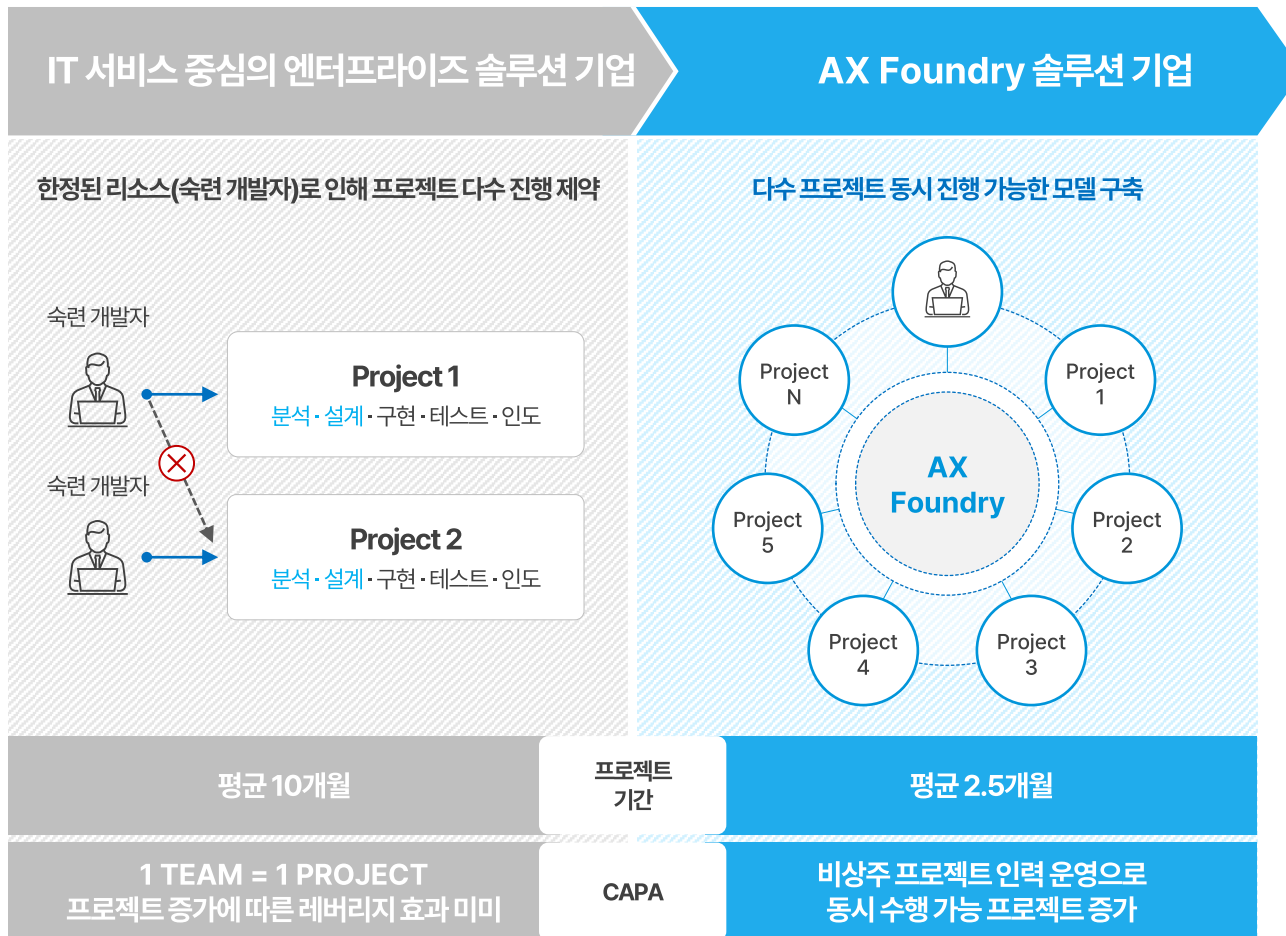 IT 서비스 중심의 엔터프라이즈 솔루션 기업
AX Foundry 솔루션 기업
한정된 리소스(숙련 개발자)로 인해 프로젝트 다수 진행 제약
숙련 개발자
Project 1
분석 · 설계 · 구현 · 테스트 · 인도
숙련 개발자
Project 2
분석 · 설계 · 구현 · 테스트 · 인도
다수 프로젝트 동시 진행 가능한 모델 구축
Project
N
Project
1
AX
Foundry
Project
5
Project
2
Project
4
Project
3
평균 10개월
프로젝트
기간
평균 2.5개월
1 TEAM = 1 PROJECT
프로젝트 증가에 따른 레버리지 효과 미미
CAPA
비상주 프로젝트 인력 운영으로
동시 수행 가능 프로젝트 증가